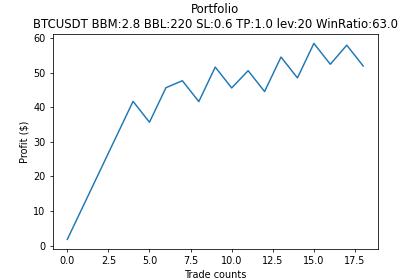 Portfolio
BTCUSDT BBM:2.8 BBL:220 SL:0.6 TP:1.0 lev:20 WinRatio:63.0
60
50
40
30
20
10
0
Profit ($)
0.0 2.5 5.0 7.5 10.0 12.5 15.0 17.5
Trade counts